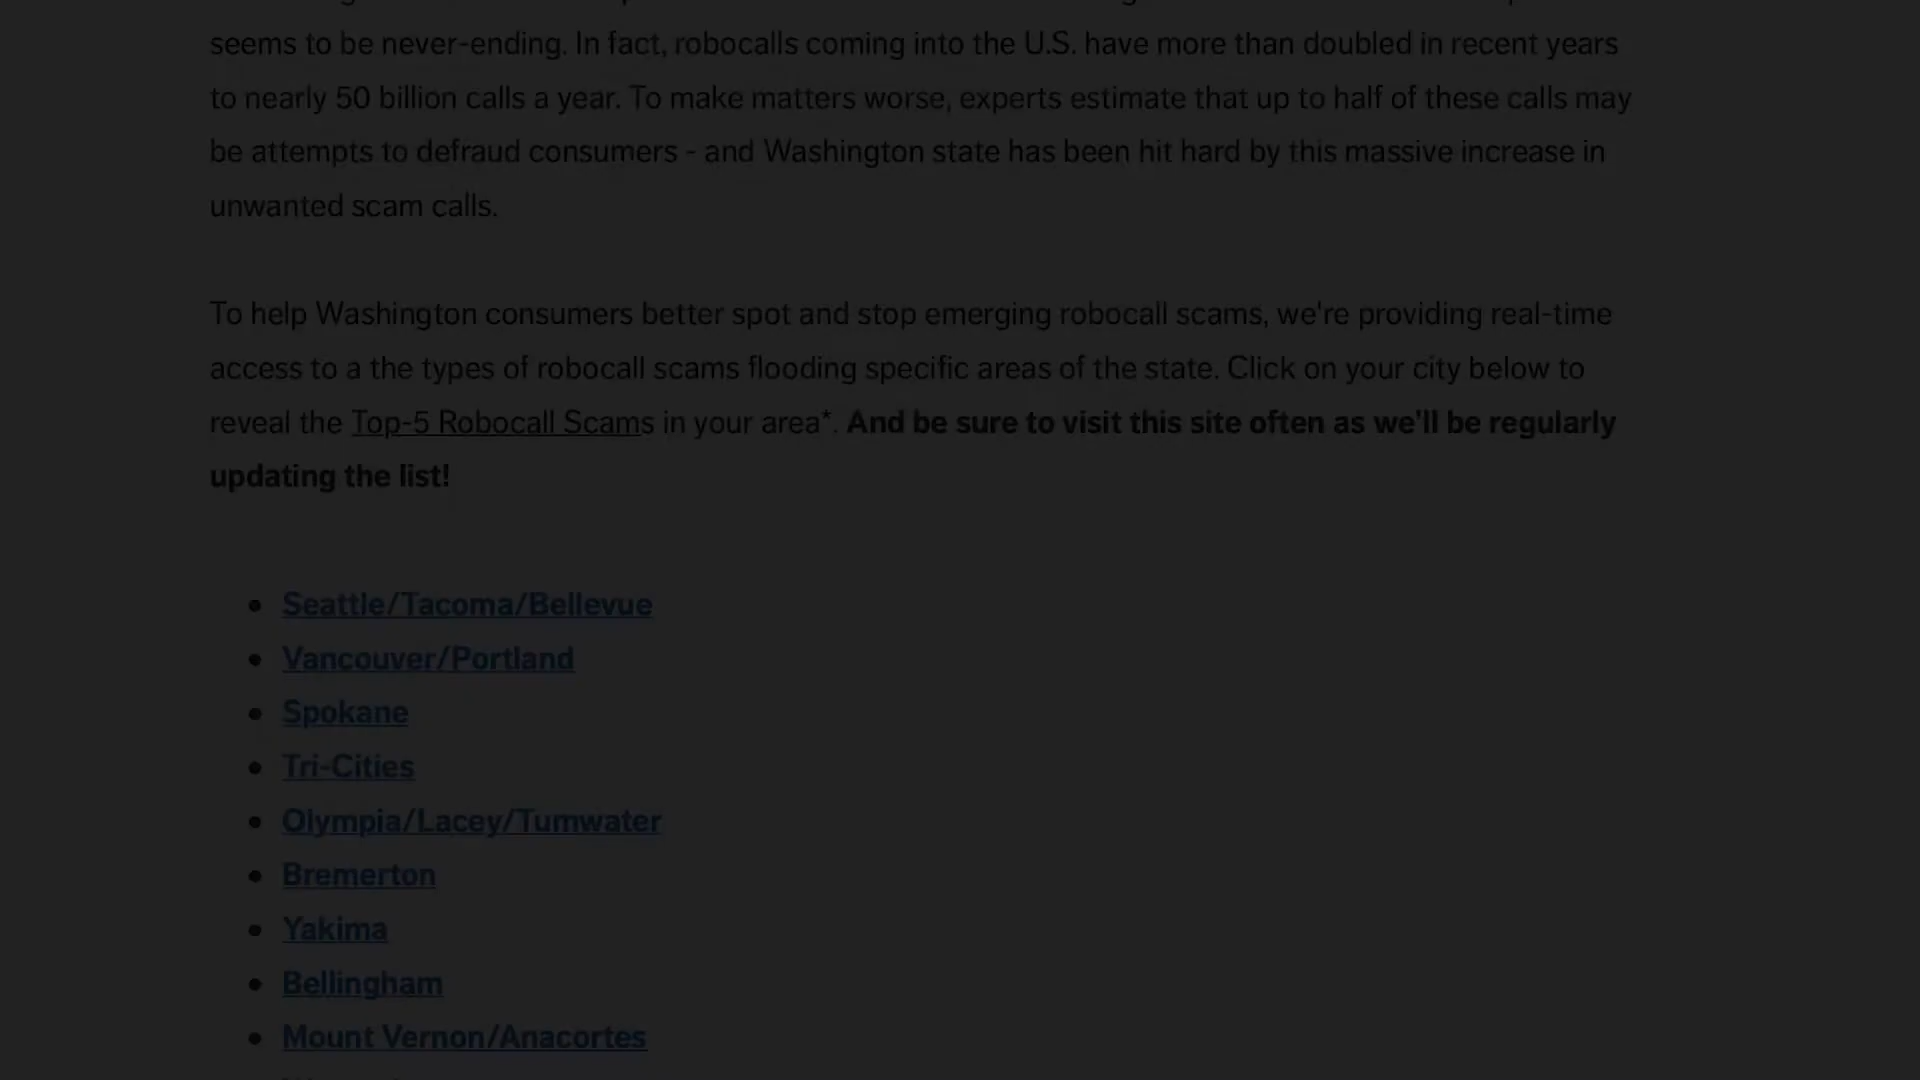 seems to be never-ending. In fact, robocalls coming into the U.S. have more than doubled in recent years
to nearly 50 billion calls a year. To make matters worse, experts estimate that up to half of these calls may
be attempts to defraud consumers - and Washington state has been hit hard by this massive increase in
unwanted scam calls.
To help Washington consumers better spot and stop emerging robocall scams, we're providing real-time
access to a the types of robocall scams flooding specific areas of the state. Click on your city below to
reveal the Top-5 Robocall Scams in your area*. And be sure to visit this site often as we'll be regularly
updating the list!
Seattle/Tacoma/Bellevue
Vancouver/Portland
Spokane
Tri-Cities
Olympia/Lacey/Tumwater
Bremerton
Yakima
Bellingham
Mount Vernon/Anacortes